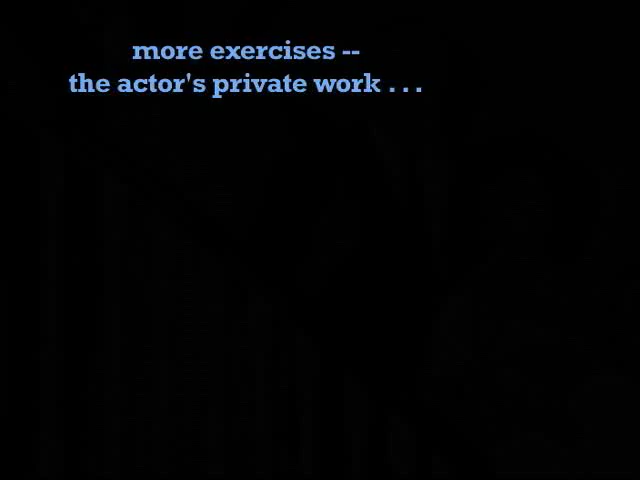 more exercises --
the actor's private work . . .